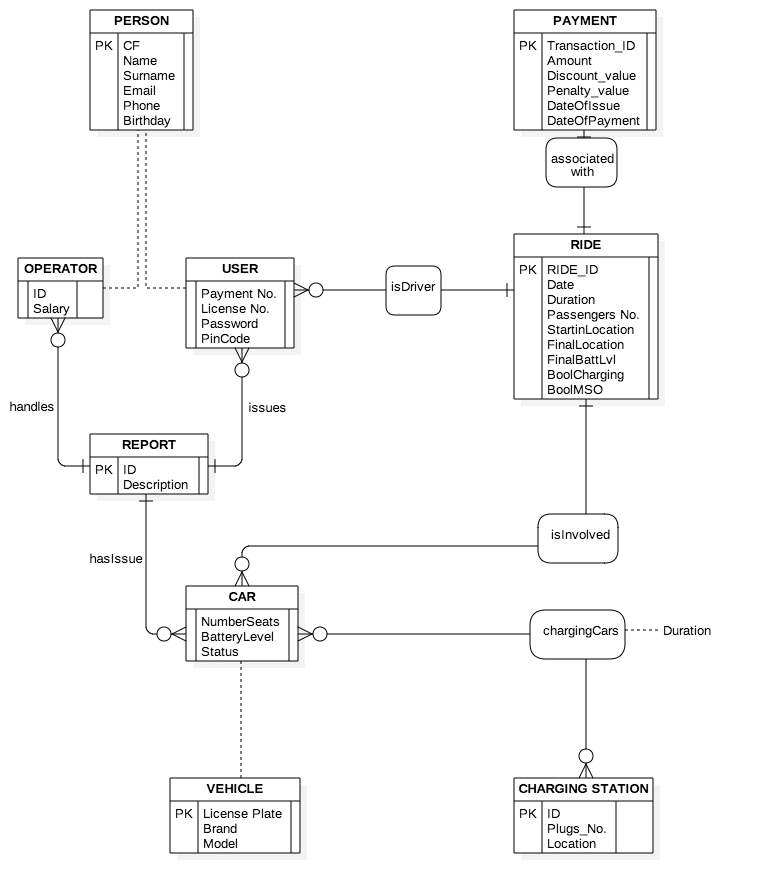 PERSON
PK CF
Name
Surname
Email
Phone
Birthday
PAYMENT
PK Transaction_ID
Amount
Discount_value
Penalty_value
DateOfIssue
DateOfPayment
associated
with
OPERATOR
ID
Salary
USER
Payment No.
License No.
Password
PinCode
isDriver
RIDE
PK RIDE_ID
Date
Duration
Passengers No.
StartinLocation
FinalLocation
FinalBattLvl
BoolCharging
BoolMSO
handles
issues
REPORT
PK ID
Description
hasIssue
isInvolved
CAR
NumberSeats
BatteryLevel
Status
chargingCars
Duration
VEHICLE
PK License Plate
Brand
Model
CHARGING STATION
PK ID
Plugs_No.
Location